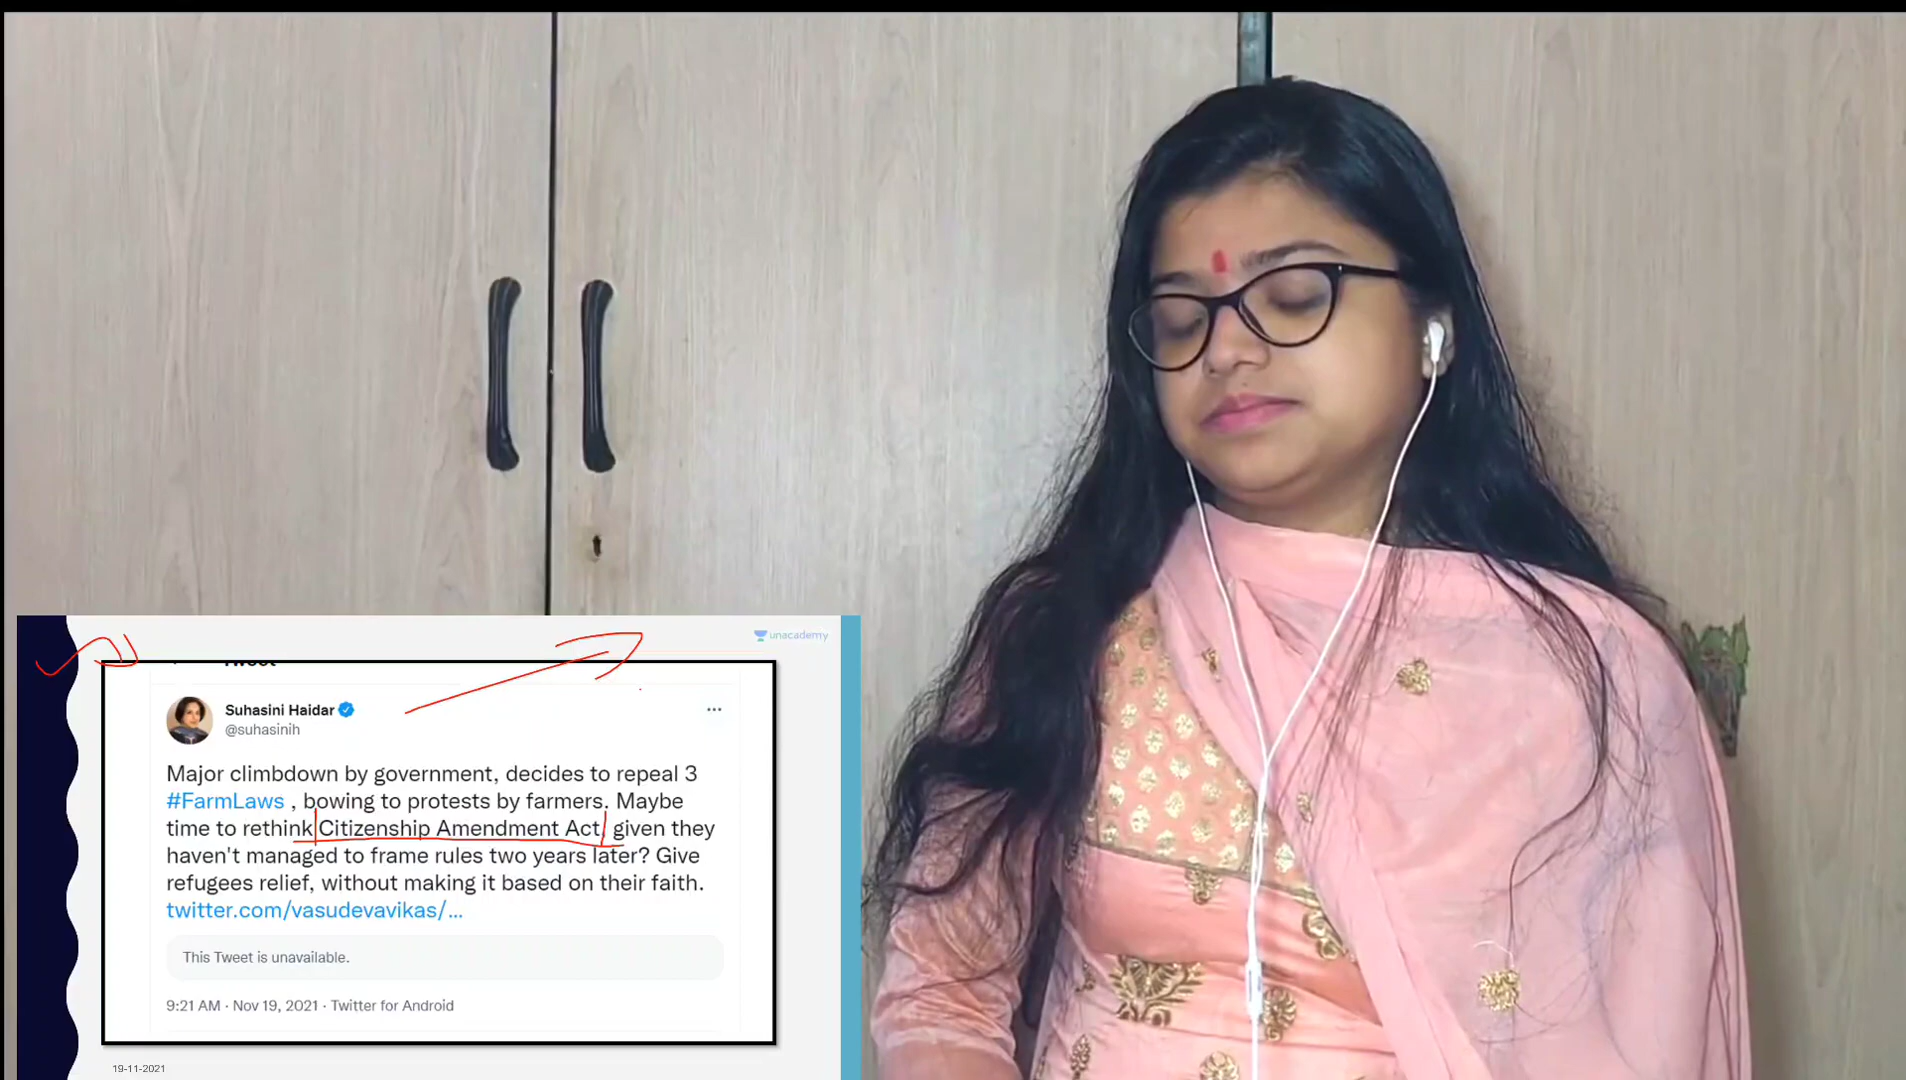 unacademy
Tweet
Suhasini Haidar
@suhasinih
Major climbdown by government, decides to repeal 3
#FarmLaws , bowing to protests by farmers. Maybe
time to rethink Citizenship Amendment Act, given they
haven't managed to frame rules two years later? Give
refugees relief, without making it based on their faith.
twitter.com/vasudevavikas/...
This Tweet is unavailable.
9:21 AM · Nov 19, 2021 · Twitter for Android
19-11-2021